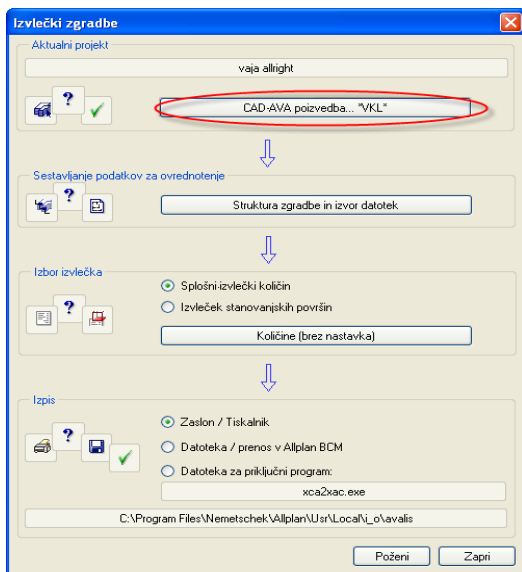 Izvlečki zgradbe
Aktualni projekt
vaja allright
CAD-AVA poizvedba... "VKL"
Sestavljanje podatkov za ovrednotenje
Struktura zgradbe in izvor datotek
Izbor izvlečka
Splošni izvlečki količin
Izvleček stanovanjskih površin
Količine (brez nastavka)
Izpis
Zaslon / Tiskalnik
Datoteka / prenos v Allplan BCM
Datoteka za priključni program:
xca2xac.exe
C:\Program Files\Nemetschek\Allplan\Usr\Local\i_o\avalis
Poženi Zapri